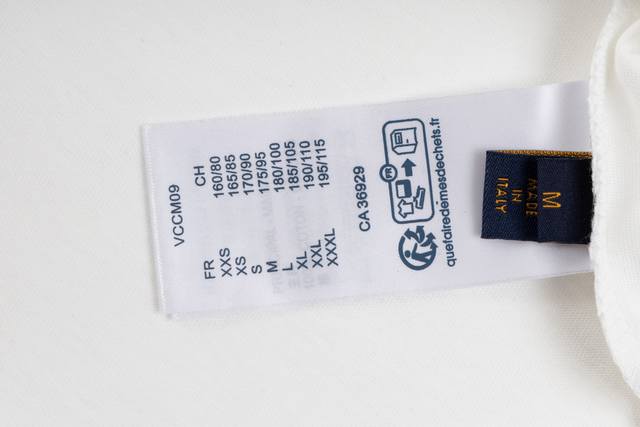 VCCM09
FR CH
XXS 160/80
XS 165/85
S 170/90
M 175/95
L 180/100
XL 185/105
XXL 190/110
XXXL 195/115
CA 36929
FR
quefairedemesdechets.fr
M
MADE
IN
ITALY